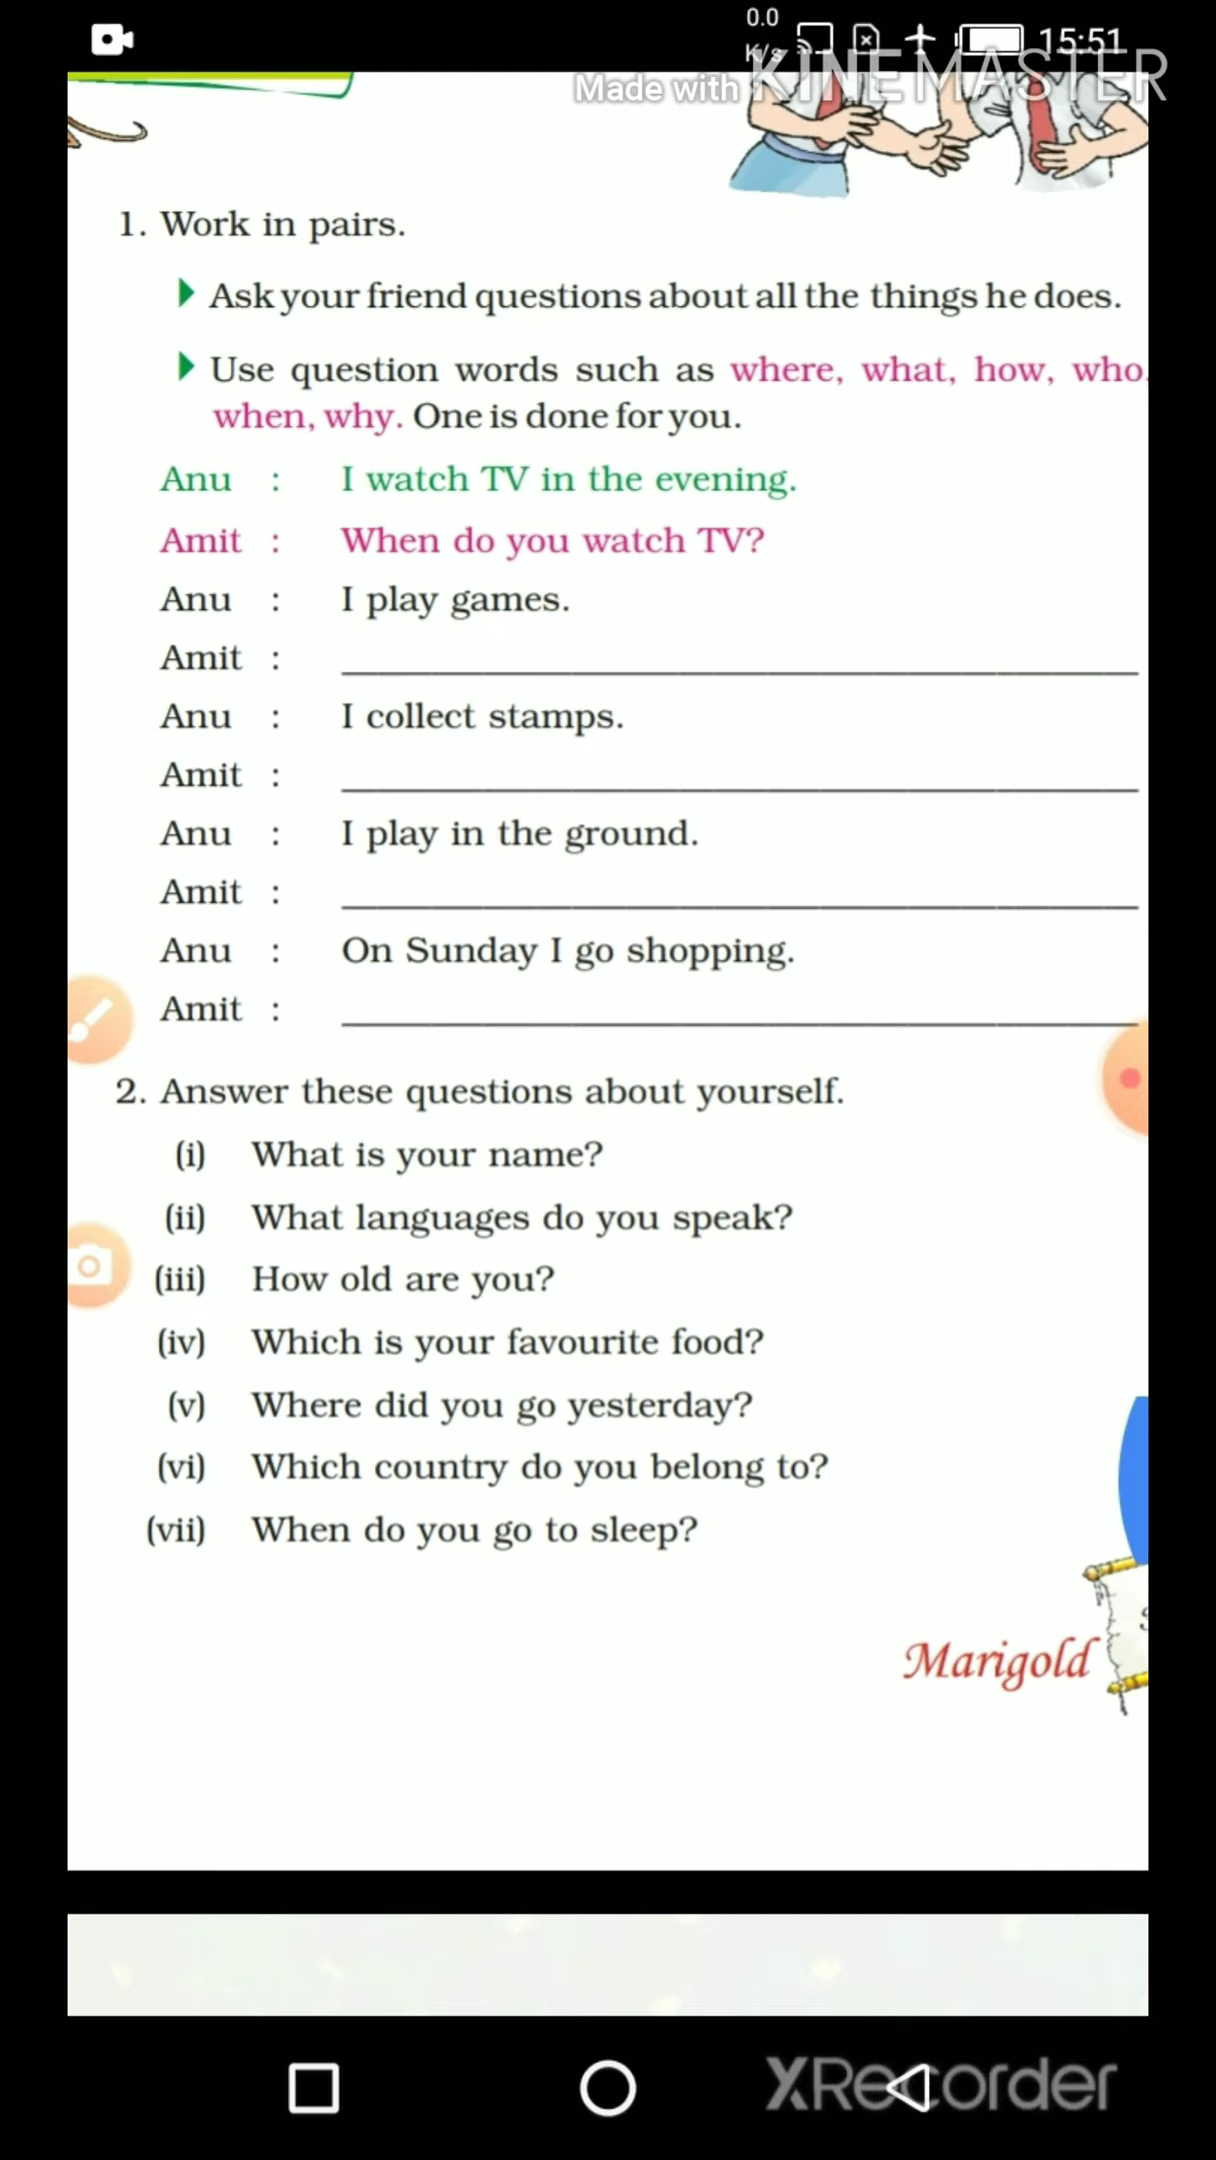 0.0
K/s
15:51
Made with KINEMASTER
1. Work in pairs.
Ask your friend questions about all the things he does.
Use question words such as where, what, how, who,
when, why. One is done for you.
Anu : I watch TV in the evening.
Amit : When do you watch TV?
Anu : I play games.
Amit : ____
Anu : I collect stamps.
Amit : ____
Anu : I play in the ground.
Amit : ____
Anu : On Sunday I go shopping.
Amit : ____
2. Answer these questions about yourself.
(i) What is your name?
(ii) What languages do you speak?
(iii) How old are you?
(iv) Which is your favourite food?
(v) Where did you go yesterday?
(vi) Which country do you belong to?
(vii) When do you go to sleep?
Marigold
XRecorder